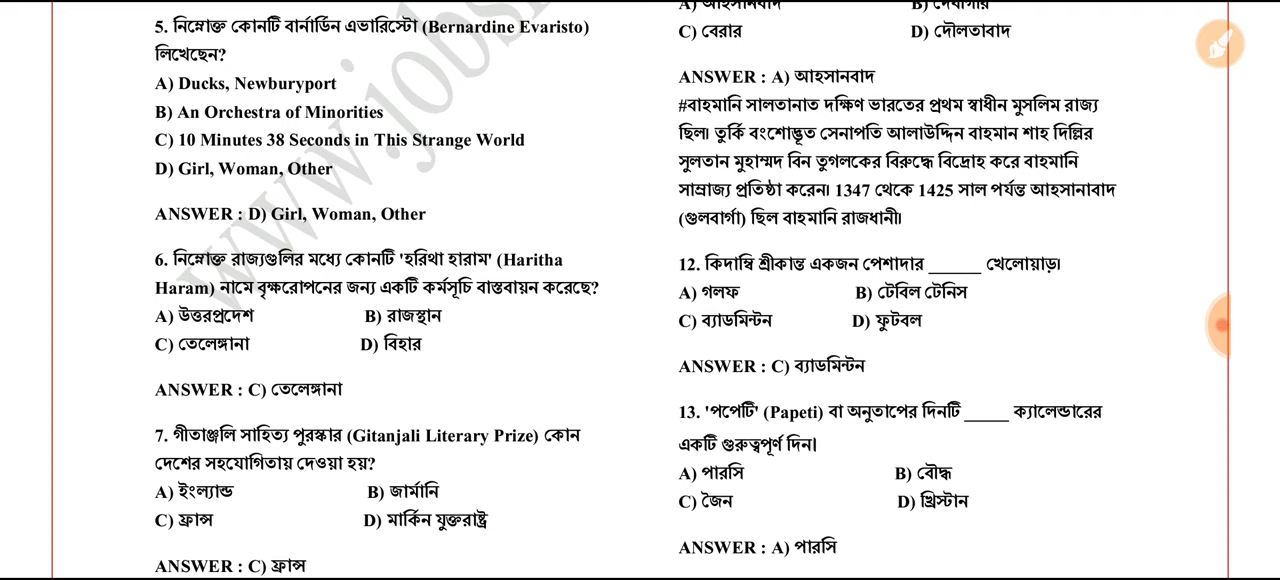 5. নিম্নোক্ত কোনটি বার্নার্ডিন এভারিস্টো (Bernardine Evaristo)
লিখেছেন?
A) Ducks, Newburyport
B) An Orchestra of Minorities
C) 10 Minutes 38 Seconds in This Strange World
D) Girl, Woman, Other
ANSWER : D) Girl, Woman, Other
6. নিম্নোক্ত রাজ্যগুলির মধ্যে কোনটি 'হরিথা হারাম' (Haritha
Haram) নামে বৃক্ষরোপনের জন্য একটি কর্মসূচি বাস্তবায়ন করেছে?
A) উত্তরপ্রদেশ B) রাজস্থান
C) তেলেঙ্গানা D) বিহার
ANSWER : C) তেলেঙ্গানা
7. গীতাঞ্জলি সাহিত্য পুরস্কার (Gitanjali Literary Prize) কোন
দেশের সহযোগিতায় দেওয়া হয়?
A) ইংল্যান্ড B) জার্মানি
C) ফ্রান্স D) মার্কিন যুক্তরাষ্ট্র
ANSWER : C) ফ্রান্স
C) বেরার D) দৌলতাবাদ
ANSWER : A) আহসানবাদ
#বাহমানি সালতানাত দক্ষিণ ভারতের প্রথম স্বাধীন মুসলিম রাজ্য
ছিল। তুর্কি বংশোদ্ভূত সেনাপতি আলাউদ্দিন বাহমান শাহ দিল্লির
সুলতান মুহাম্মদ বিন তুগলকের বিরুদ্ধে বিদ্রোহ করে বাহমানি
সাম্রাজ্য প্রতিষ্ঠা করেন। 1347 থেকে 1425 সাল পর্যন্ত আহসানাবাদ
(গুলবার্গা) ছিল বাহমানি রাজধানী।
12. কিদাম্বি শ্রীকান্ত একজন পেশাদার ______ খেলোয়াড়।
A) গলফ B) টেবিল টেনিস
C) ব্যাডমিন্টন D) ফুটবল
ANSWER : C) ব্যাডমিন্টন
13. 'পপেটি' (Papeti) বা অনুতাপের দিনটি _____ ক্যালেন্ডারের
একটি গুরুত্বপূর্ণ দিন।
A) পারসি B) বৌদ্ধ
C) জৈন D) খ্রিস্টান
ANSWER : A) পারসি
www.jobs